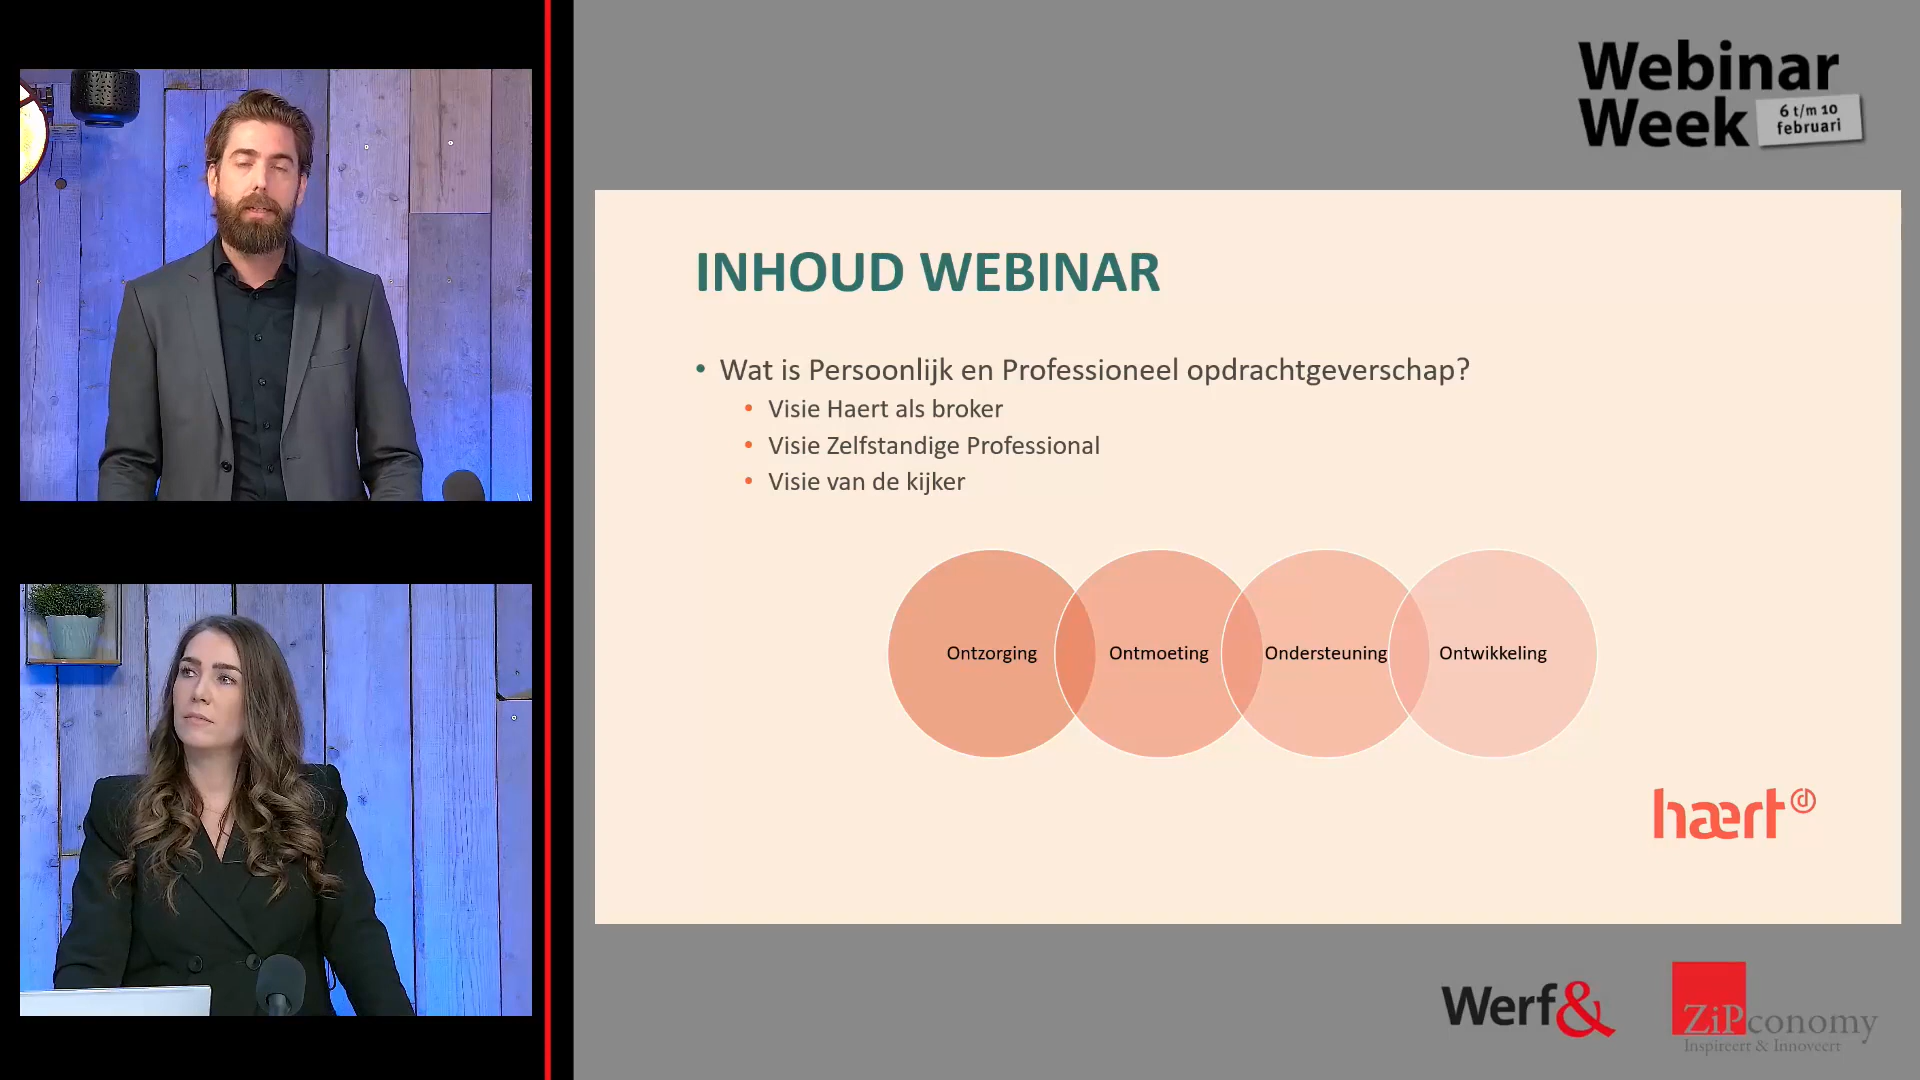 Webinar
Week
6 t/m 10
februari
INHOUD WEBINAR
• Wat is Persoonlijk en Professioneel opdrachtgeverschap?
• Visie Haert als broker
• Visie Zelfstandige Professional
• Visie van de kijker
Ontzorging Ontmoeting Ondersteuning Ontwikkeling
hært
Werf&
ZiPconomy
Inspireert & Innoveert